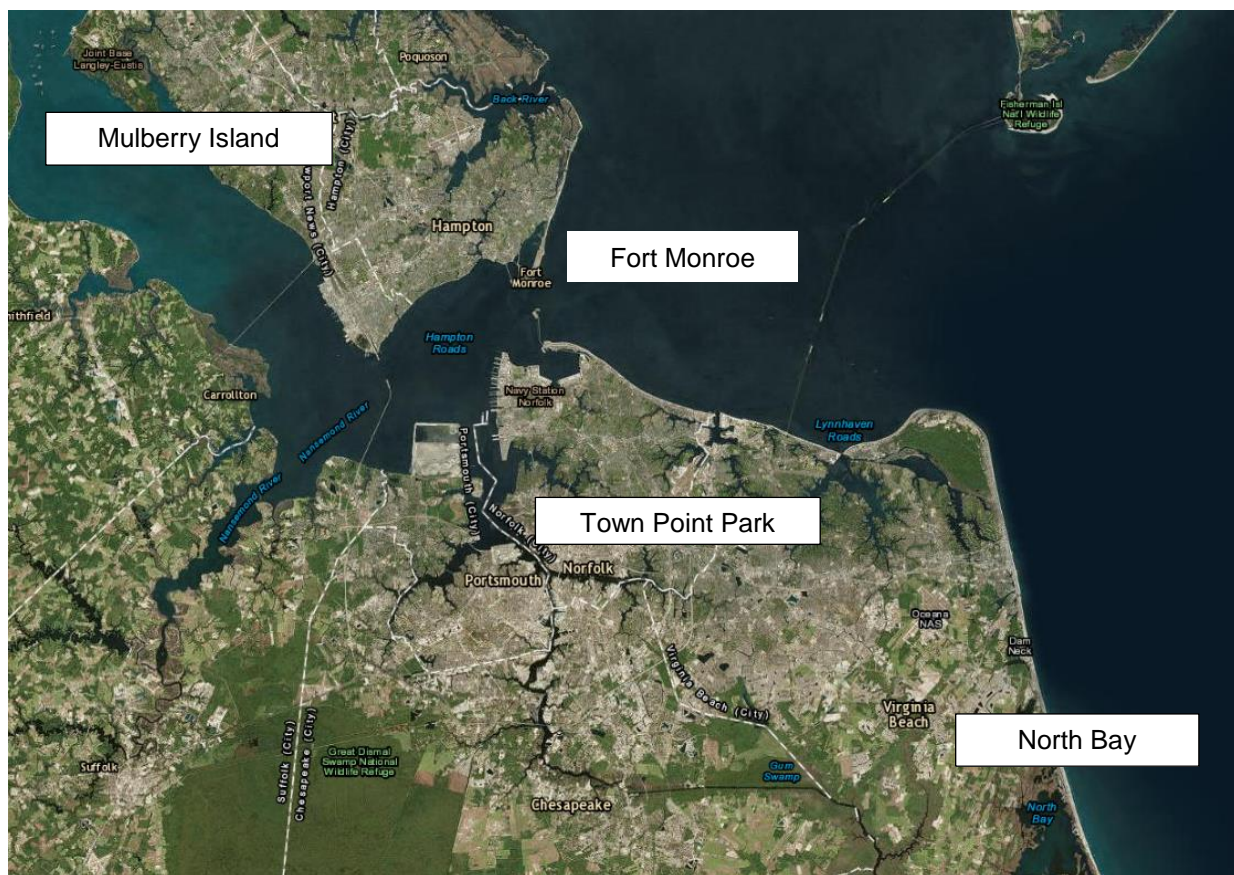 Joint Base
Langley-Eustis
Poquoson
Back River
Fisherman Isl
Nat'l Wildlife
Refuge
Mulberry Island
Hampton (City)
wport News (City)
Hampton
Fort Monroe
Fort
Monroe
mithfield
Hampton
Roads
Carrollton
Navy Station
Norfolk
Nansemond River
Lynnhaven
Roads
Portsmouth (City)
Nansemond River
Town Point Park
Norfolk (City)
Portsmouth
Norfolk
Oceana
NAS
Dam
Neck
Virginia Beach (City)
Virginia
Beach
North Bay
Suffolk (City)
Chesapeake (City)
Great Dismal
Swamp National
Wildlife Refuge
Suffolk
Gum
Swamp
Chesapeake
North
Bay